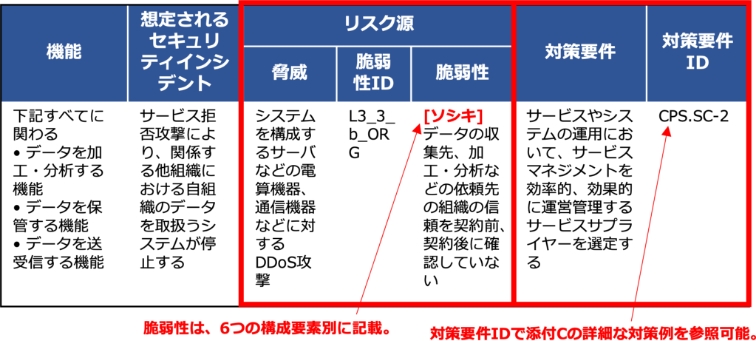 機能
想定される
セキュリ
ティインシ
デント
リスク源
脅威
脆弱
性ID
脆弱性
対策要件
対策要件
ID
下記すべてに
関わる
• データを加
工・分析する
機能
• データを保
管する機能
• データを送
受信する機能
サービス拒
否攻撃によ
り、関係す
る他組織に
おける自組
織のデータ
を取扱うシ
ステムが停
止する
システム
を構成す
るサーバ
などの電
算機器、
通信機器
などに対
する
DDoS攻
撃
L3_3_
b_OR
G
[ソシキ]
データの収
集先、加
工・分析な
どの依頼先
の組織の信
頼を契約前、
契約後に確
認していな
い
サービスやシス
テムの運用にお
いて、サービス
マネジメントを
効率的、効果的
に運営管理する
サービスサプラ
イヤーを選定す
る
CPS.SC-2
脆弱性は、6つの構成要素別に記載。
対策要件IDで添付Cの詳細な対策例を参照可能。